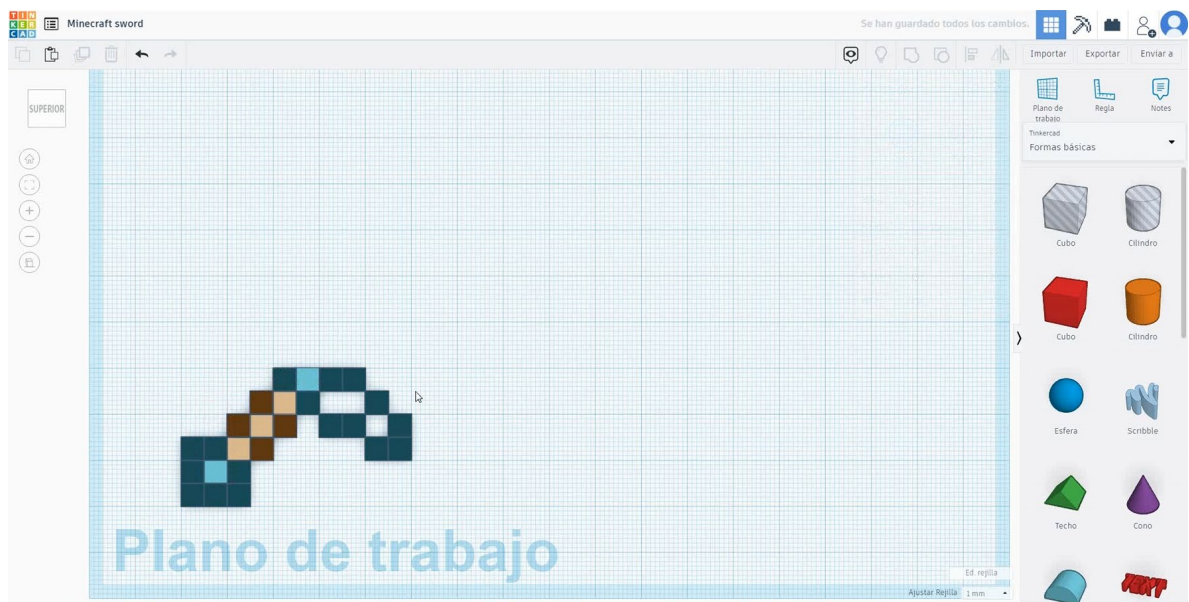 TIN
KER
CAD
Minecraft sword
Se han guardado todos los cambios.
Importar
Exportar
Enviar a
SUPERIOR
Plano de
trabajo
Regla
Notes
Tinkercad
Formas básicas
Cubo
Cilindro
Cubo
Cilindro
Esfera
Scribble
Techo
Cono
TEXT
Plano de trabajo
Ed. rejilla
Ajustar Rejilla
1 mm